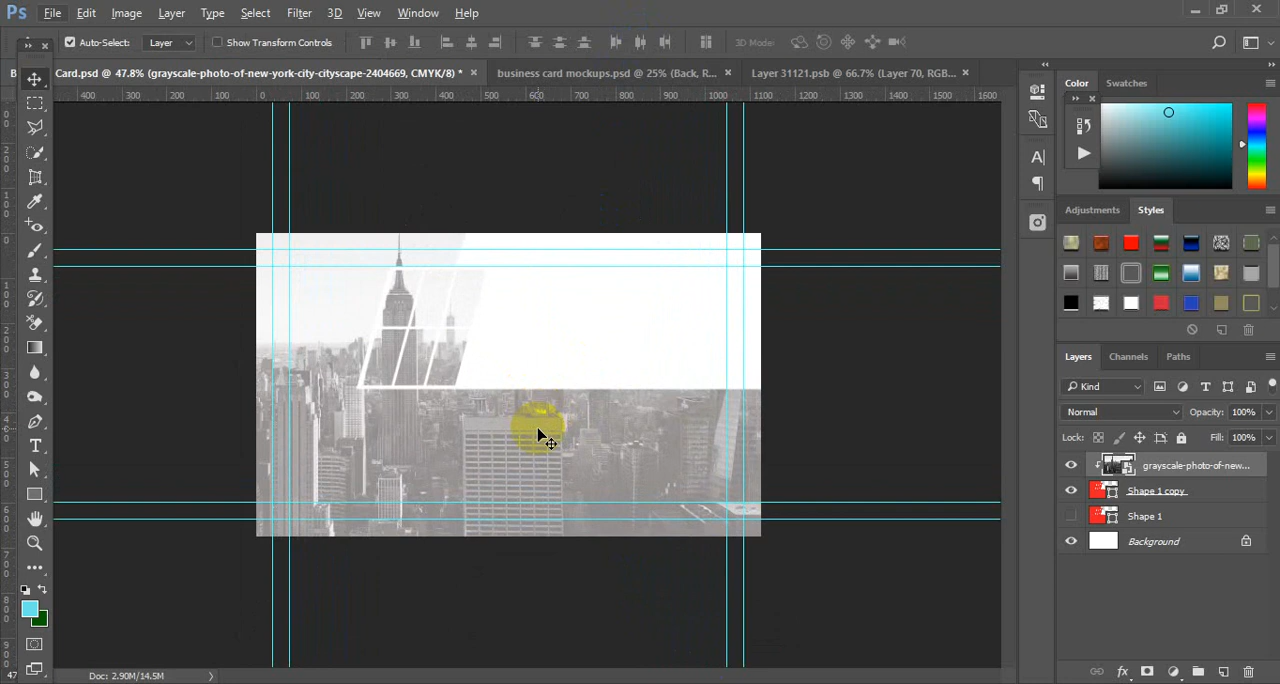 Ps File Edit Image Layer Type Select Filter 3D View Window Help
Auto-Select: Layer Show Transform Controls 3D Mode:
Card.psd @ 47.8% (grayscale-photo-of-new-york-city-cityscape-2404669, CMYK/8) * business card mockups.psd @ 25% (Back, R... Layer 31121.psb @ 66.7% (Layer 70, RGB...
400 300 200 100 0 100 200 300 400 500 600 700 800 900 1000 1100 1200 1300 1400 1500 1600
Color Swatches
Adjustments Styles
Layers Channels Paths
Kind
Normal Opacity: 100%
Lock: Fill: 100%
grayscale-photo-of-new...
Shape 1 copy
Shape 1
Background
47 Doc: 2.90M/14.5M